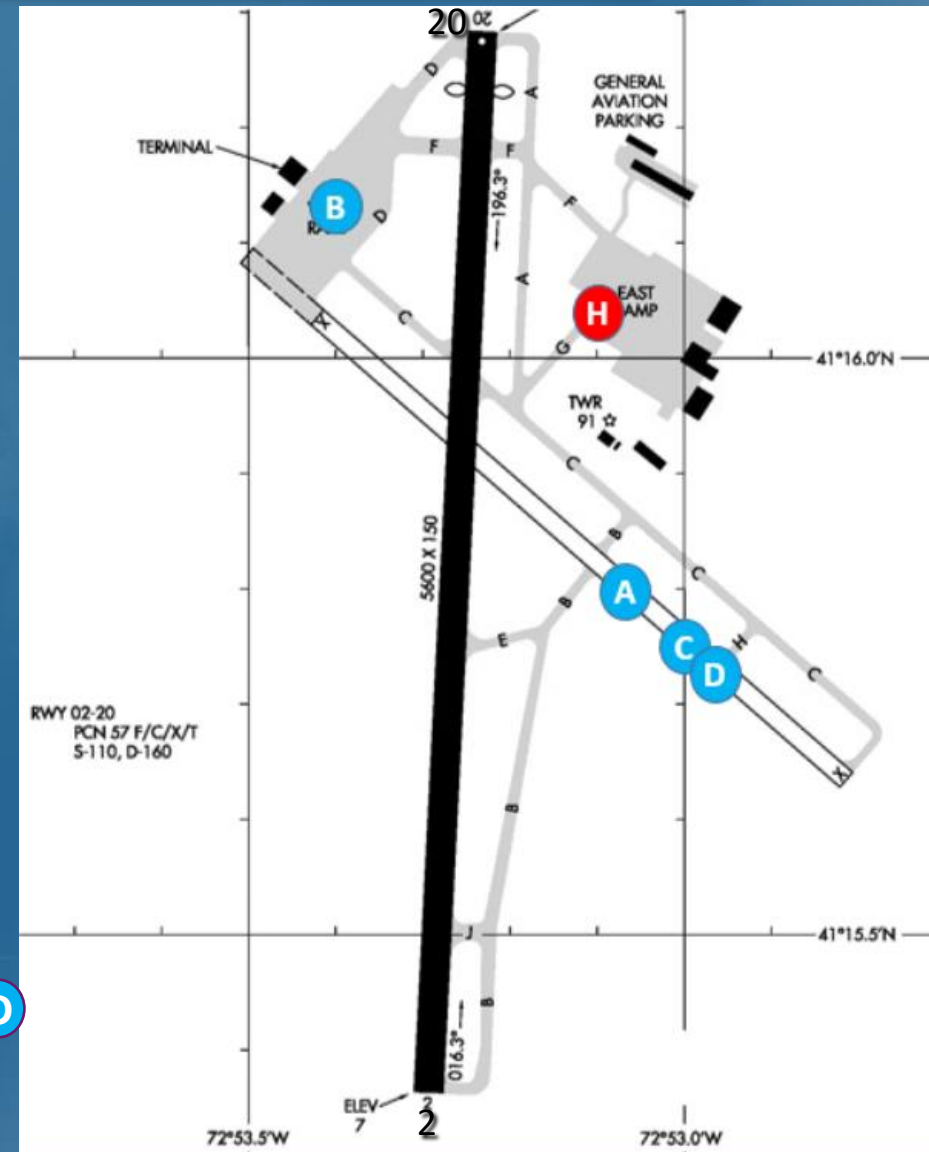 20
20
D
A
GENERAL
AVIATION
PARKING
TERMINAL
F
F
196.3°
F
B
D
A
H
EAST
C
G
41°16.0'N
X
TWR
91
C
5600 X 150
B
A
C
B
E
C
H
D
C
RWY 02-20
PCN 57 F/C/X/T
S-110, D-160
X
B
J
41°15.5'N
B
016.3°
ELEV
7
2
2
72°53.5'W
72°53.0'W